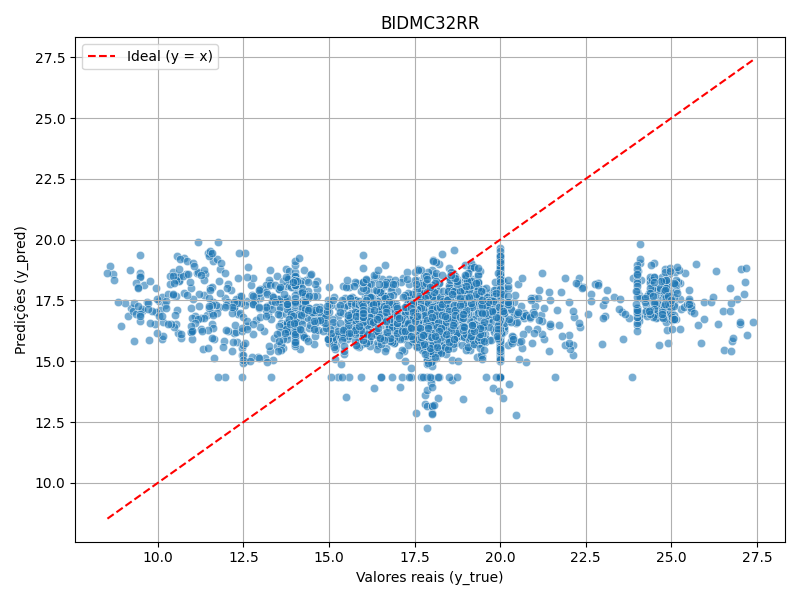 BIDMC32RR
Ideal (y = x)
27.5
25.0
22.5
20.0
17.5
15.0
12.5
10.0
Predições (y_pred)
10.0 12.5 15.0 17.5 20.0 22.5 25.0 27.5
Valores reais (y_true)